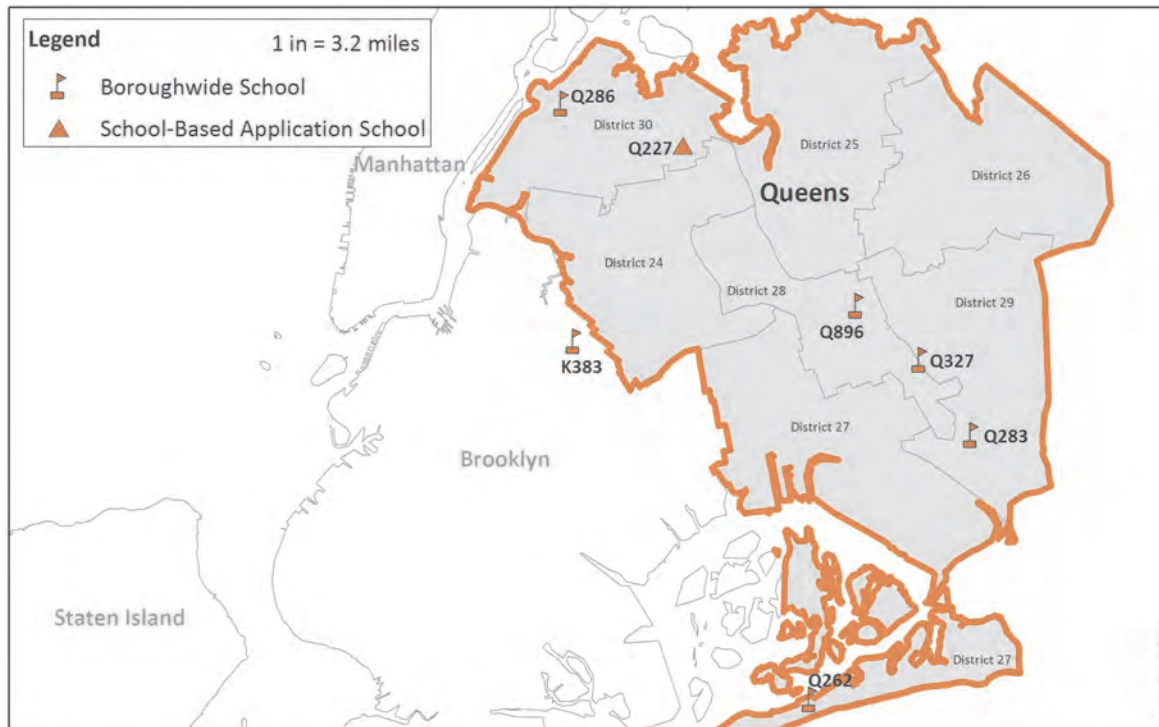 Legend
1 in = 3.2 miles
Boroughwide School
School-Based Application School
Q286
District 30
Manhattan
Q227
District 25
Queens
District 26
District 24
District 28
District 29
Q896
K383
Q327
District 27
Q283
Brooklyn
Staten Island
District 27
Q262